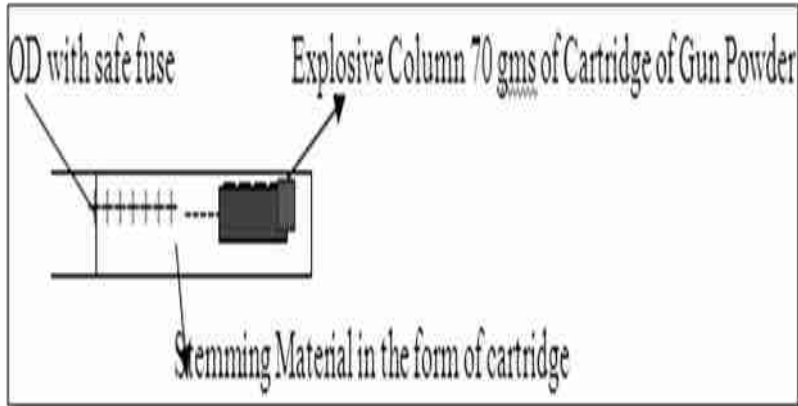 OD with safe fuse
Explosive Column 70 gms of Cartridge of Gun Powder
Stemming Material in the form of cartridge